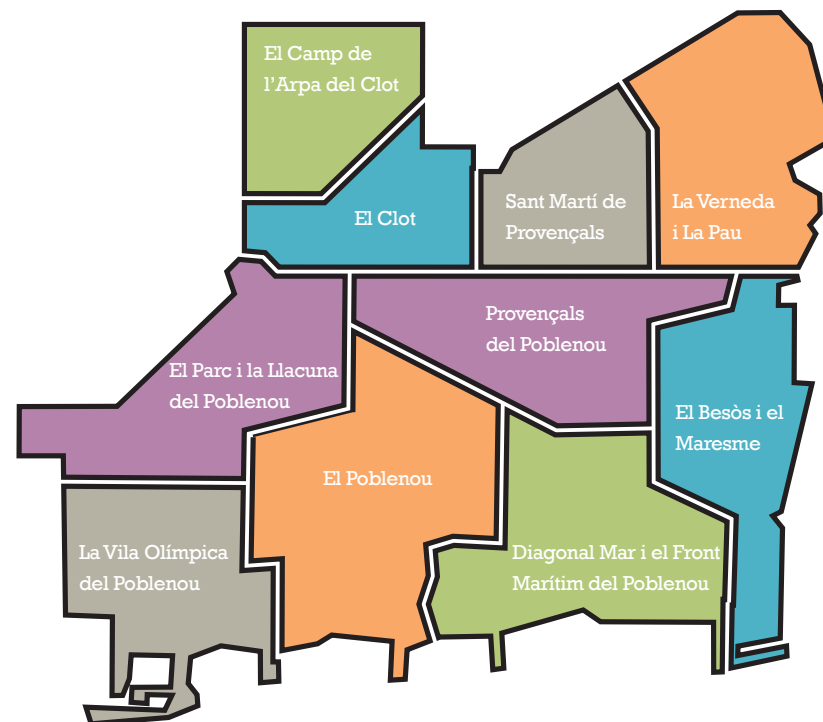 El Camp de
l'Arpa del Clot
El Clot
Sant Martí de
Provençals
La Verneda
i La Pau
Provençals
del Poblenou
El Parc i la Llacuna
del Poblenou
El Besòs i el
Maresme
El Poblenou
La Vila Olímpica
del Poblenou
Diagonal Mar i el Front
Marítim del Poblenou